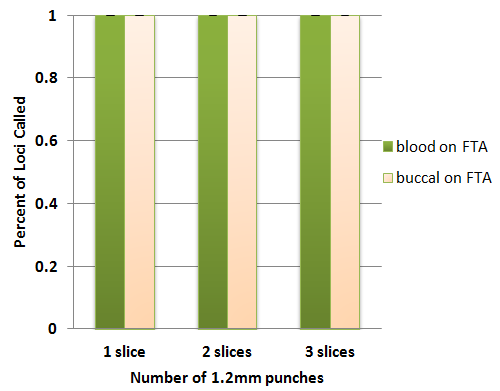 1
0.8
0.6
0.4
0.2
0
Percent of Loci Called
1 slice
2 slices
3 slices
Number of 1.2mm punches
blood on FTA
buccal on FTA